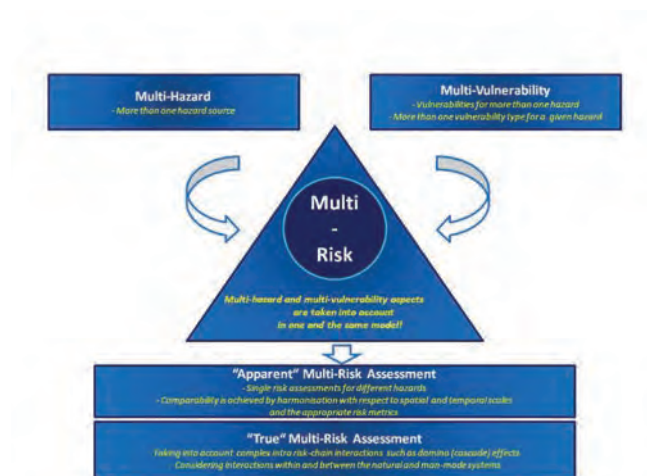 Multi-Hazard
- More than one hazard source
Multi-Vulnerability
- Vulnerabilities for more than one hazard
- More than one vulnerability type for a given hazard
Multi
-
Risk
Multi-hazard and multi-vulnerability aspects
are taken into account
in one and the same model!!
"Apparent" Multi-Risk Assessment
- Single risk assessments for different hazards
- Comparability is achieved by harmonisation with respect to spatial and temporal scales
and the appropriate risk metrics
"True" Multi-Risk Assessment
Taking into account complex intra risk-chain interactions such as domino (cascade) effects
Considering interactions within and between the natural and man-made systems